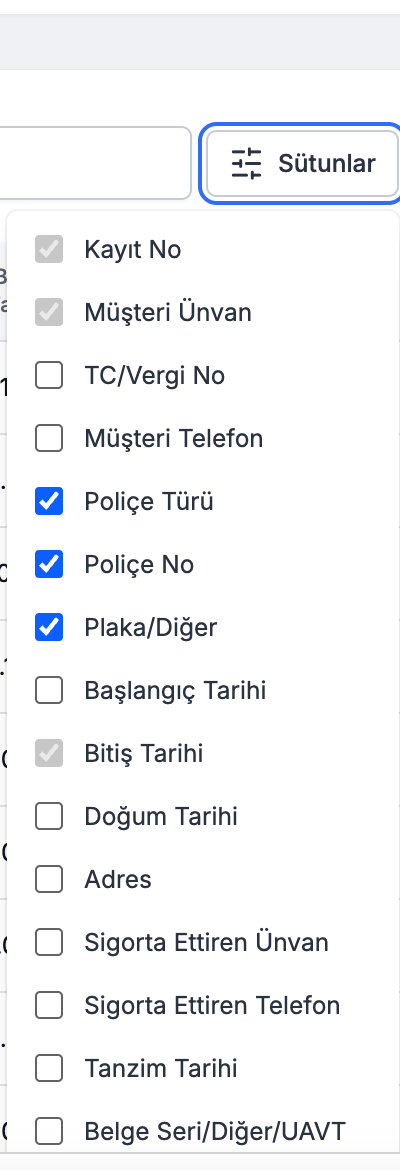 Sütunlar
Kayıt No
Müşteri Ünvan
TC/Vergi No
Müşteri Telefon
Poliçe Türü
Poliçe No
Plaka/Diğer
Başlangıç Tarihi
Bitiş Tarihi
Doğum Tarihi
Adres
Sigorta Ettiren Ünvan
Sigorta Ettiren Telefon
Tanzim Tarihi
Belge Seri/Diğer/UAVT